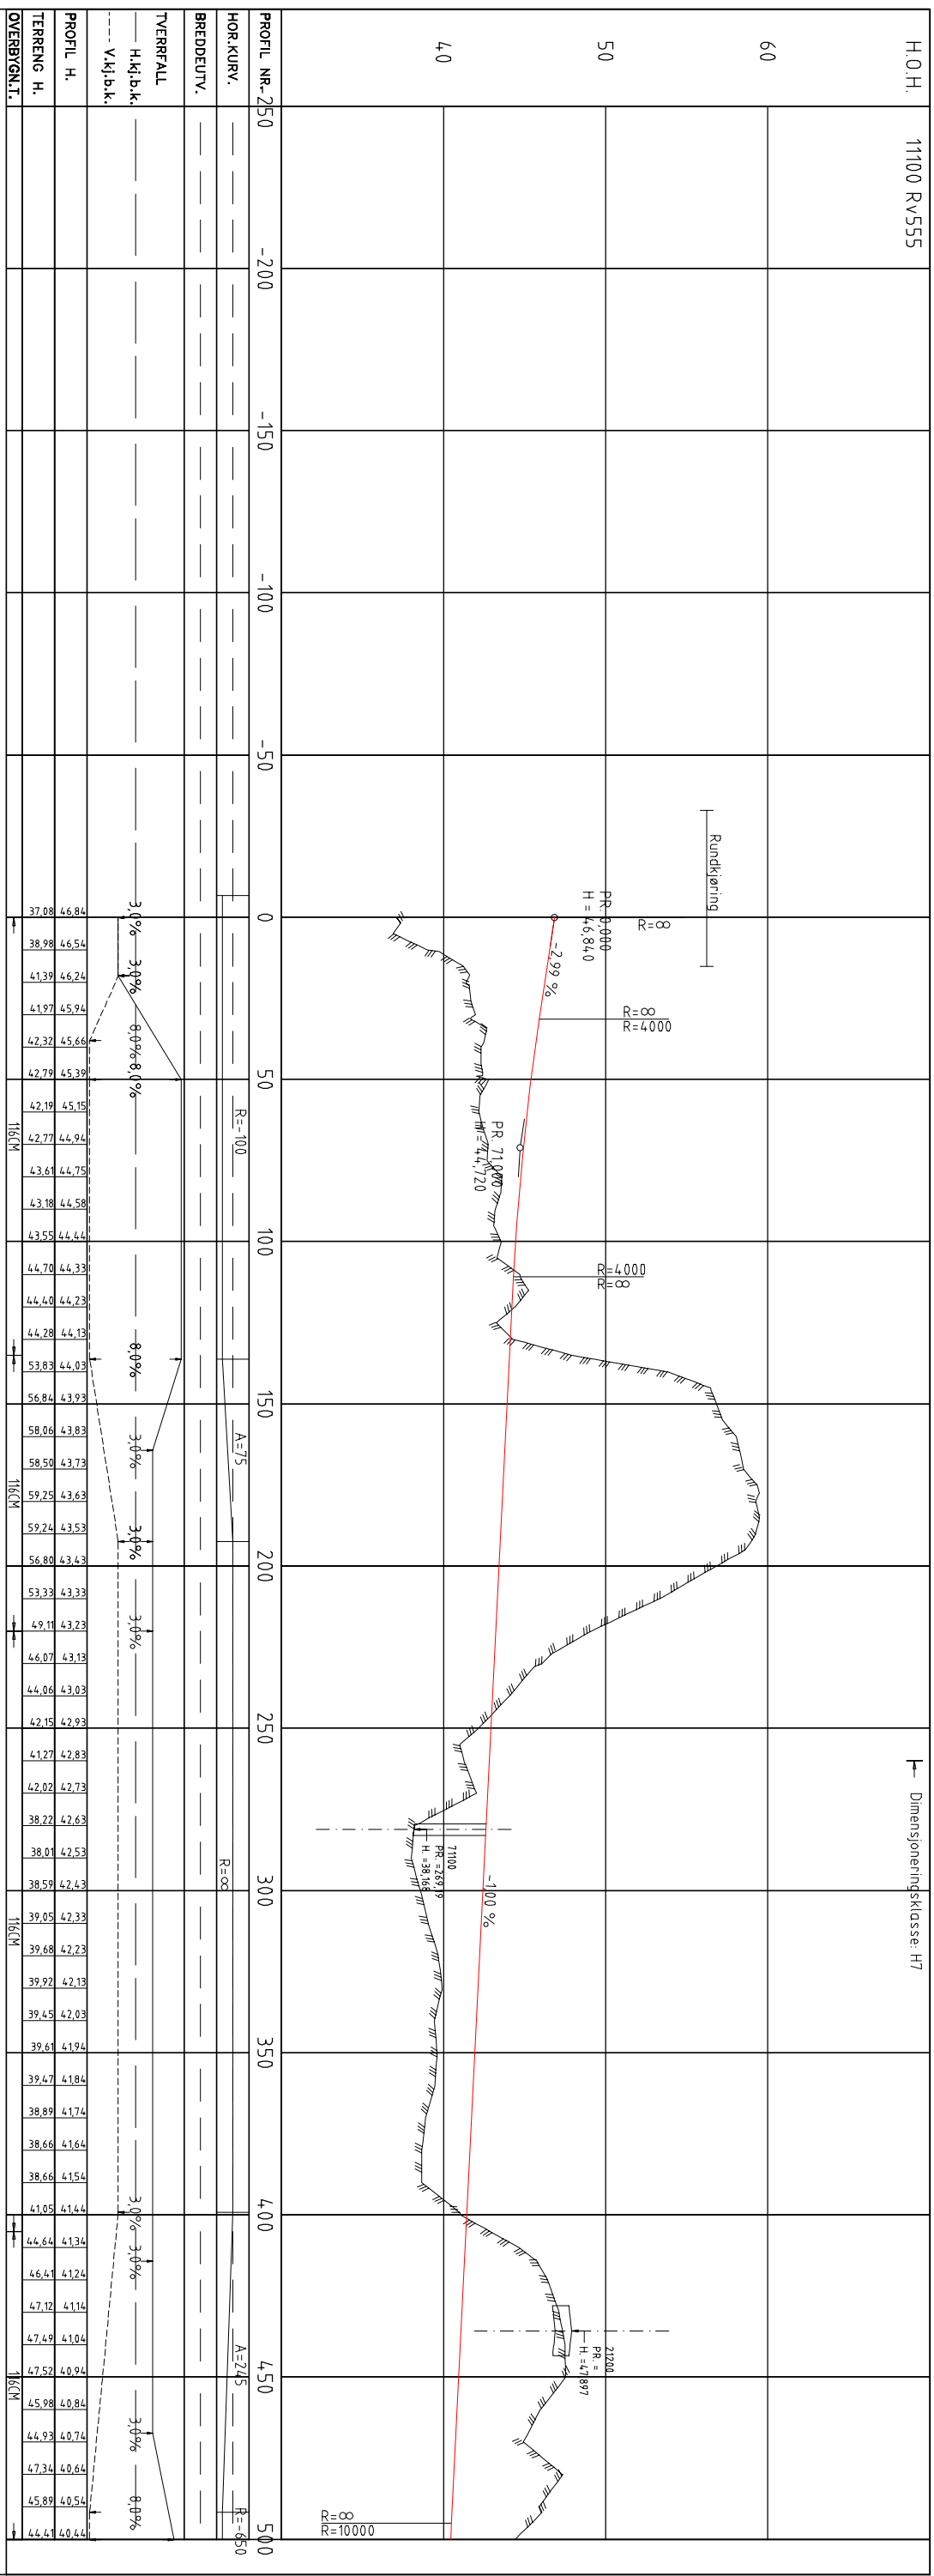 H.O.H. 11100 Rv555
Dimensjoneringsklasse: H7
60
50
40
Rundkjøring
R=∞
PR. 0,000
H = 46,840
-2,99 %
R=∞
R=4000
PR. 71,000
H = 44,720
R=4000
R=∞
71100
PR. =269,19
H. =38,168
-1,00 %
21200
PR. =
H. =47,897
R=∞
R=10000
PROFIL NR. -250 -200 -150 -100 -50 0 50 100 150 200 250 300 350 400 450 500
HOR.KURV. R=-100 A=75 R=∞ A=245 R=-650
BREDDEUTV.
TVERRFALL
H.kj.b.k. 3,0% 3,0% 8,0% 8,0% 8,0% 3,0% 3,0% 3,0% 3,0% 3,0% 3,0% 8,0%
V.kj.b.k.
PROFIL H. 46,84 46,54 46,24 45,94 45,66 45,39 45,15 44,94 44,75 44,58 44,44 44,33 44,23 44,13 44,03 43,93 43,83 43,73 43,63 43,53 43,43 43,33 43,23 43,13 43,03 42,93 42,83 42,73 42,63 42,53 42,43 42,33 42,23 42,13 42,03 41,94 41,84 41,74 41,64 41,54 41,44 41,34 41,24 41,14 41,04 40,94 40,84 40,74 40,64 40,54 40,44
TERRENG H. 37,08 38,98 41,39 41,97 42,32 42,79 42,19 42,77 43,61 43,18 43,55 44,70 44,40 44,28 53,83 56,84 58,06 58,50 59,25 59,24 56,80 53,33 49,11 46,07 44,06 42,15 41,27 42,02 38,22 38,01 38,59 39,05 39,68 39,92 39,45 39,61 39,47 38,89 38,66 38,66 41,05 44,64 46,41 47,12 47,49 47,52 45,98 44,93 47,34 45,89 44,41
OVERBYGN.T. 116CM 116CM 116CM 116CM